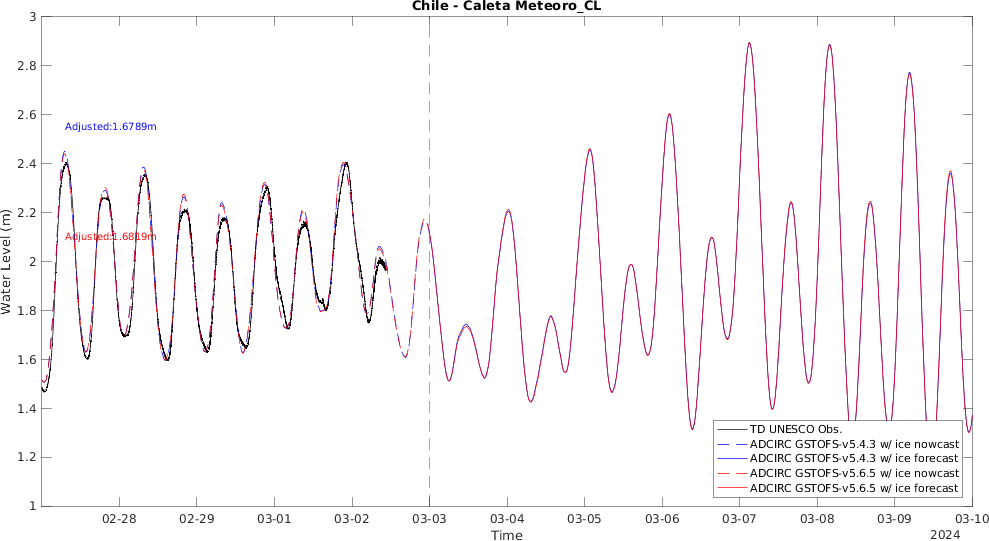 Chile - Caleta Meteoro_CL
Water Level (m)
3
2.8
2.6
2.4
2.2
2
1.8
1.6
1.4
1.2
1
Adjusted:1.6789m
Adjusted:1.6819m
TD UNESCO Obs.
ADCIRC GSTOFS-v5.4.3 w/ ice nowcast
ADCIRC GSTOFS-v5.4.3 w/ ice forecast
ADCIRC GSTOFS-v5.6.5 w/ ice nowcast
ADCIRC GSTOFS-v5.6.5 w/ ice forecast
02-28 02-29 03-01 03-02 03-03 03-04 03-05 03-06 03-07 03-08 03-09 03-10
Time
2024